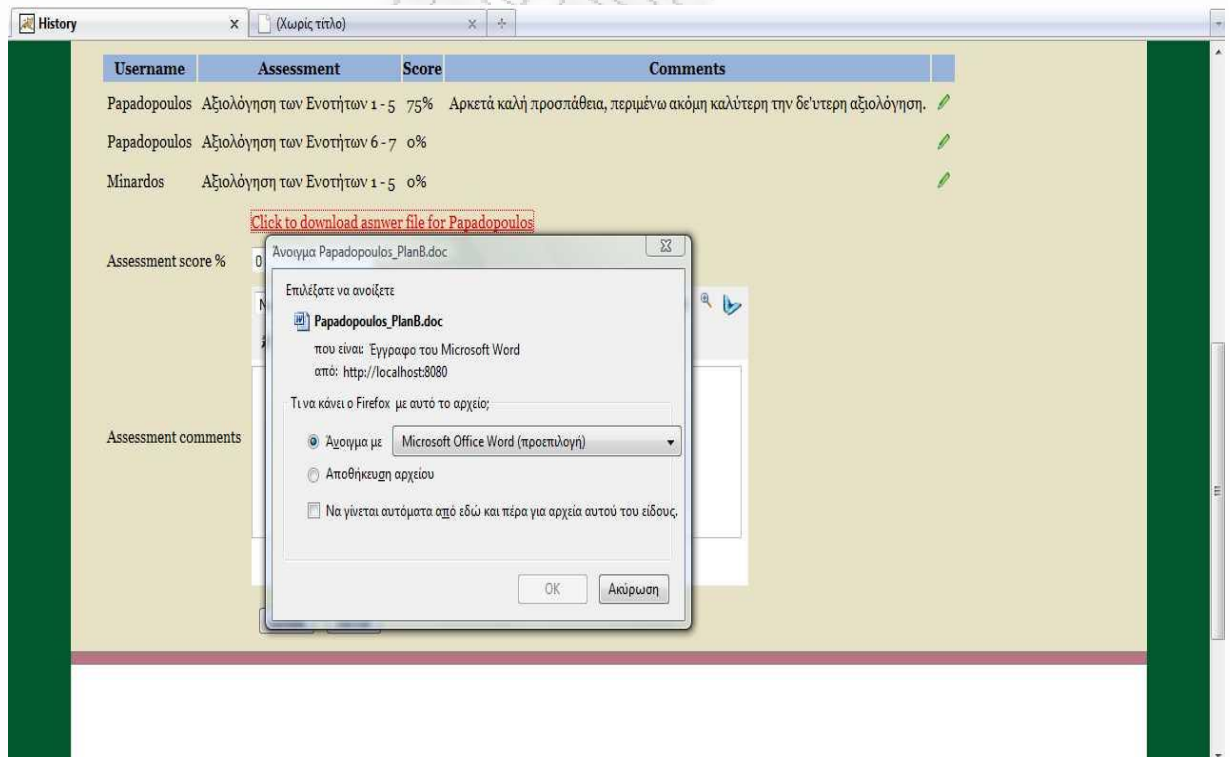 History
(Χωρίς τίτλο)
Username Assessment Score Comments
Papadopoulos Αξιολόγηση των Ενοτήτων 1 - 5 75% Αρκετά καλή προσπάθεια, περιμένω ακόμη καλύτερη την δε'υτερη αξιολόγηση.
Papadopoulos Αξιολόγηση των Ενοτήτων 6 - 7 0%
Minardos Αξιολόγηση των Ενοτήτων 1 - 5 0%
Click to download asnwer file for Papadopoulos
Assessment score % 0
Άνοιγμα Papadopoulos_PlanB.doc
Επιλέξατε να ανοίξετε
Papadopoulos_PlanB.doc
που είναι: Έγγραφο του Microsoft Word
από: http://localhost:8080
Τι να κάνει ο Firefox με αυτό το αρχείο;
Άνοιγμα με Microsoft Office Word (προεπιλογή)
Αποθήκευση αρχείου
Να γίνεται αυτόματα από εδώ και πέρα για αρχεία αυτού του είδους.
OK Ακύρωση
Assessment comments